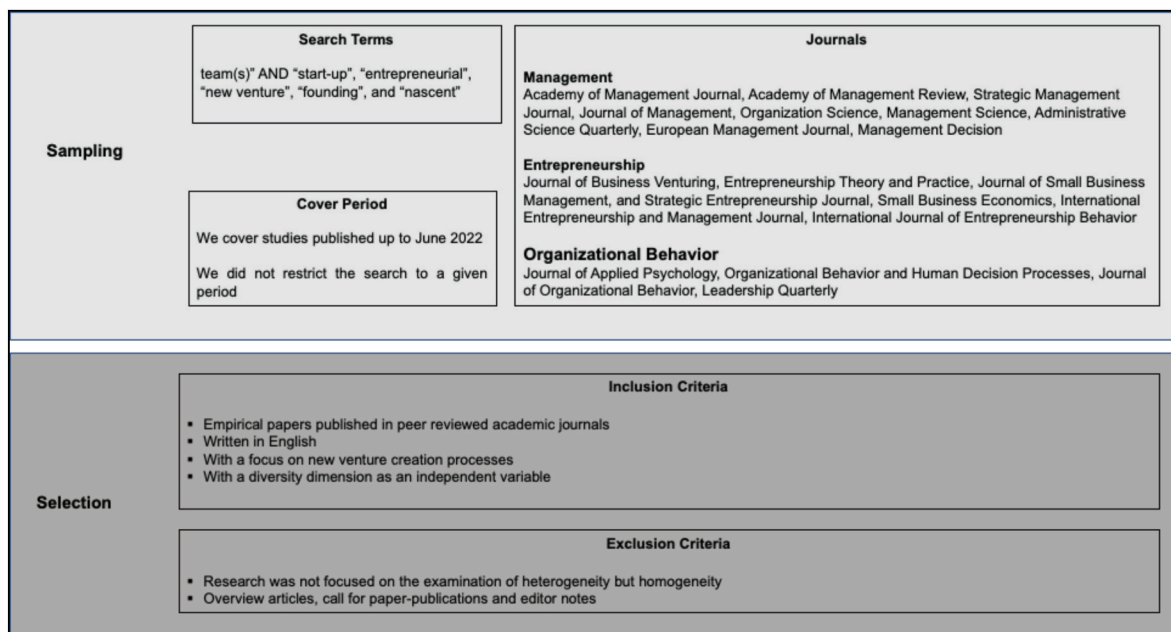 Sampling
Search Terms
team(s)” AND “start-up”, “entrepreneurial”,
“new venture”, “founding”, and “nascent”
Cover Period
We cover studies published up to June 2022
We did not restrict the search to a given
period
Journals
Management
Academy of Management Journal, Academy of Management Review, Strategic Management
Journal, Journal of Management, Organization Science, Management Science, Administrative
Science Quarterly, European Management Journal, Management Decision
Entrepreneurship
Journal of Business Venturing, Entrepreneurship Theory and Practice, Journal of Small Business
Management, and Strategic Entrepreneurship Journal, Small Business Economics, International
Entrepreneurship and Management Journal, International Journal of Entrepreneurship Behavior
Organizational Behavior
Journal of Applied Psychology, Organizational Behavior and Human Decision Processes, Journal
of Organizational Behavior, Leadership Quarterly
Selection
Inclusion Criteria
▪ Empirical papers published in peer reviewed academic journals
▪ Written in English
▪ With a focus on new venture creation processes
▪ With a diversity dimension as an independent variable
Exclusion Criteria
▪ Research was not focused on the examination of heterogeneity but homogeneity
▪ Overview articles, call for paper-publications and editor notes